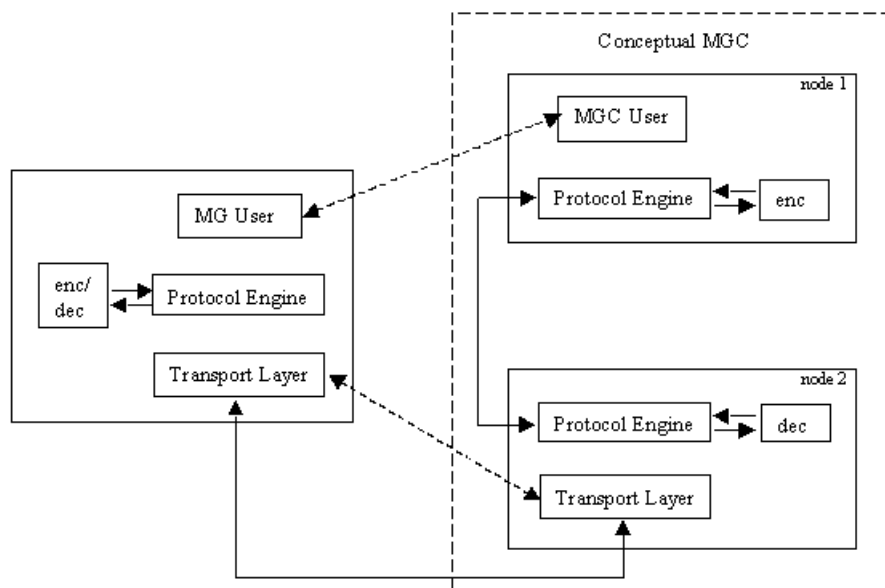 Conceptual MGC
node 1
MGC User
Protocol Engine
enc
MG User
enc/
dec
Protocol Engine
Transport Layer
node 2
Protocol Engine
dec
Transport Layer